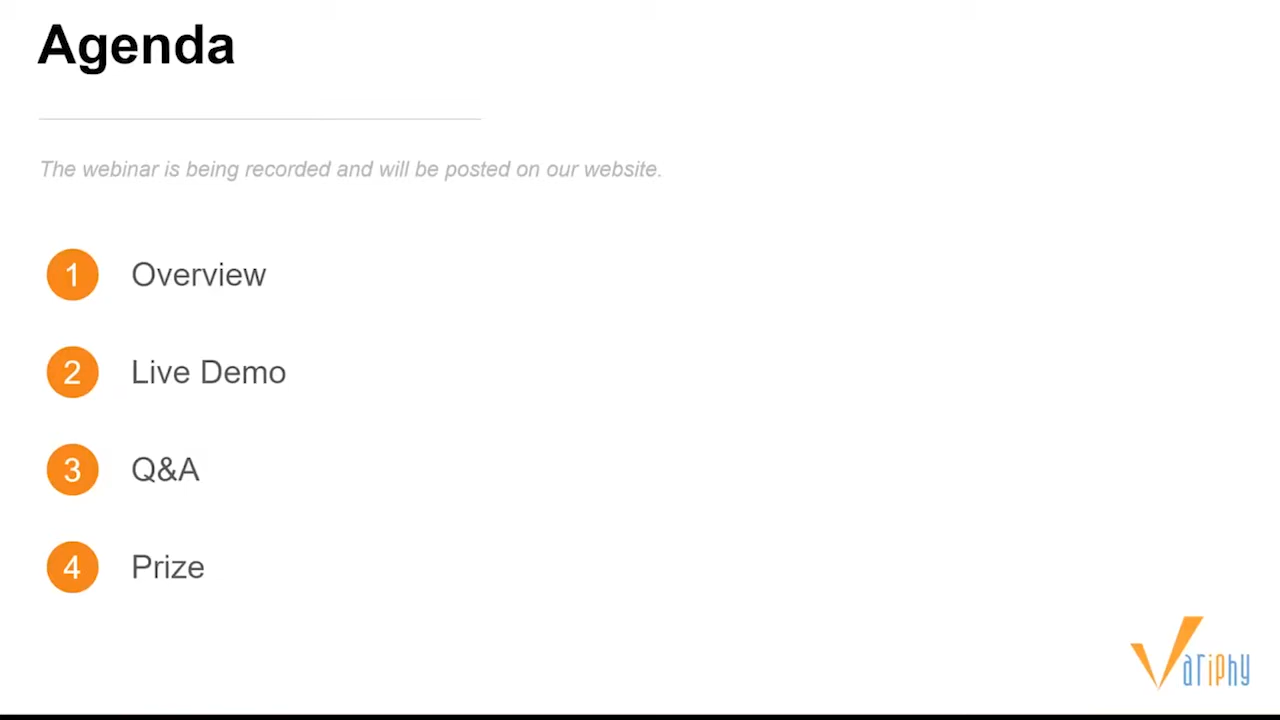 Agenda
The webinar is being recorded and will be posted on our website.
1 Overview
2 Live Demo
3 Q&A
4 Prize
Variphy